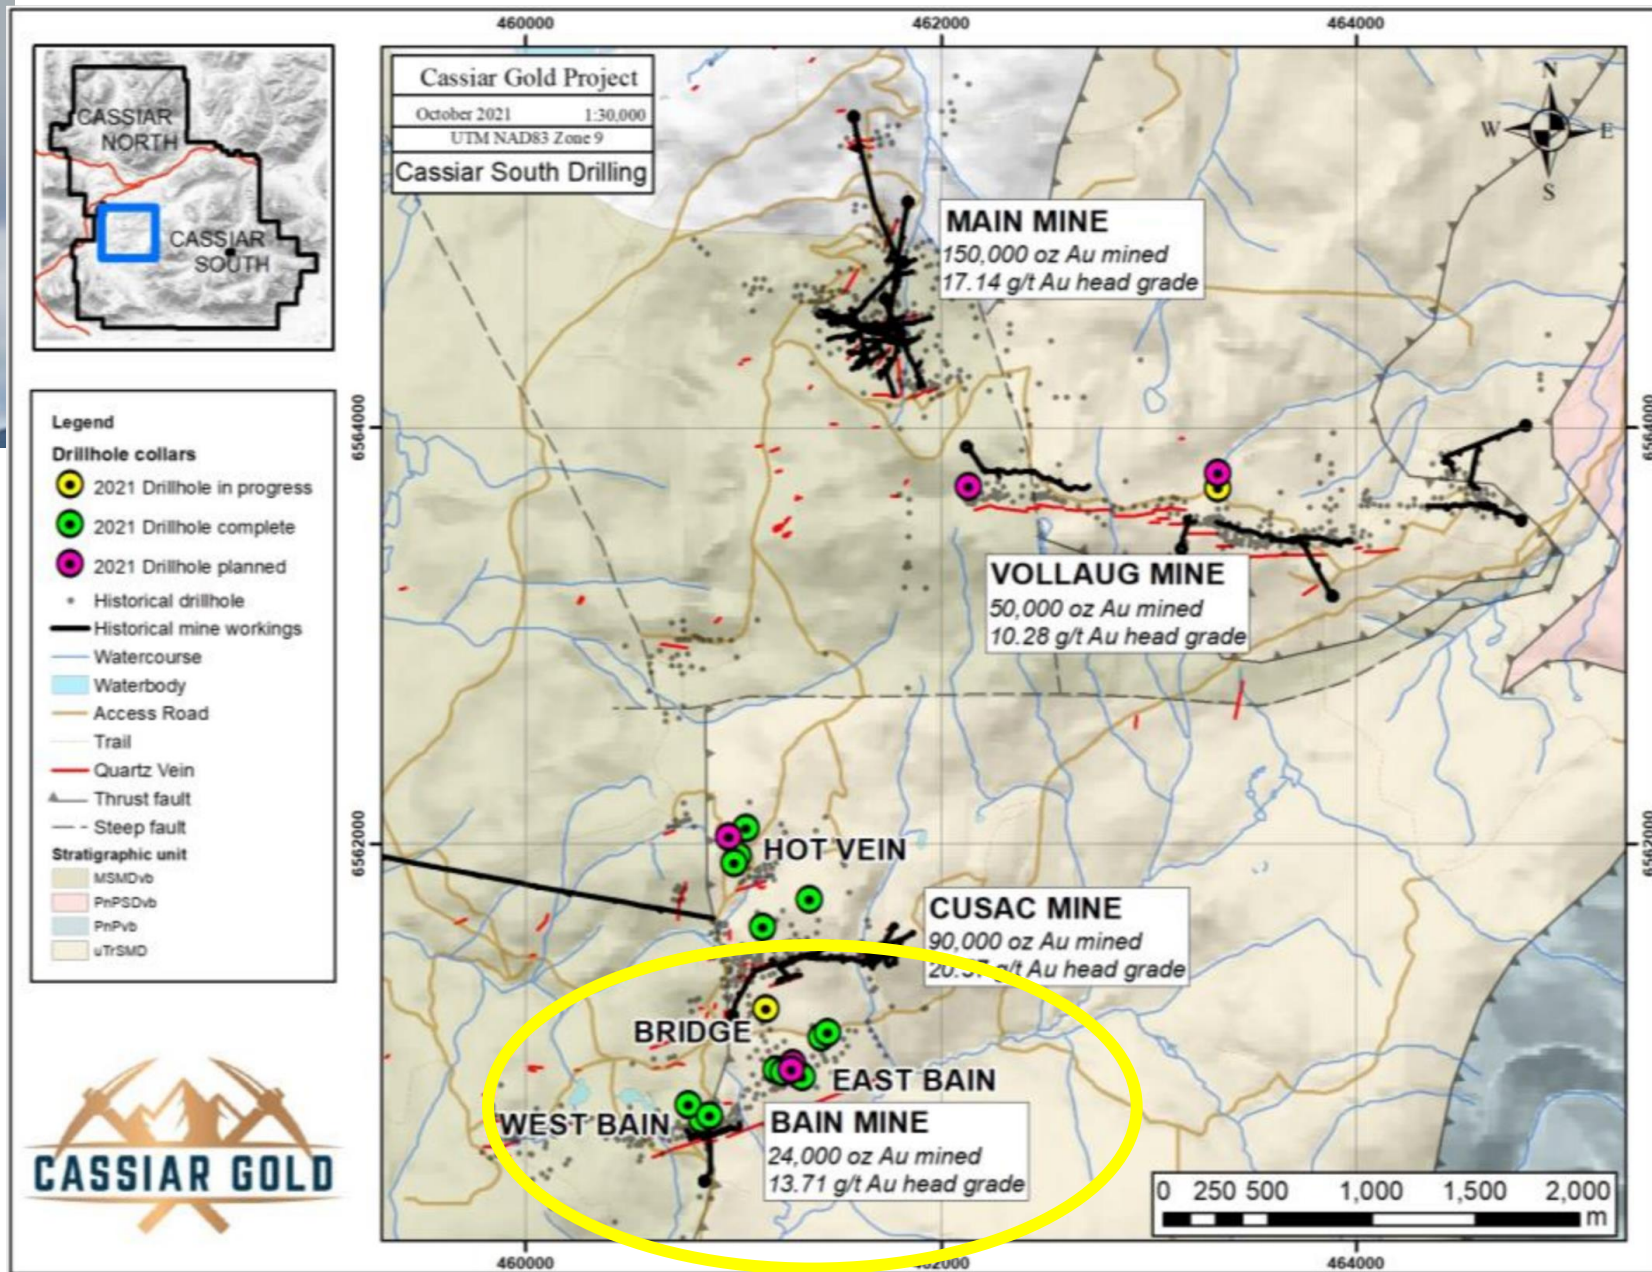 460000
462000
464000
CASSIAR
NORTH
CASSIAR
SOUTH
Cassiar Gold Project
October 2021 1:30,000
UTM NAD83 Zone 9
Cassiar South Drilling
N
W E
S
MAIN MINE
150,000 oz Au mined
17.14 g/t Au head grade
Legend
Drillhole collars
2021 Drillhole in progress
2021 Drillhole complete
2021 Drillhole planned
Historical drillhole
Historical mine workings
Watercourse
Waterbody
Access Road
Trail
Quartz Vein
Thrust fault
Steep fault
Stratigraphic unit
MSMDvb
PnPSDvb
PnPvb
uTrSMD
6564000
6564000
VOLLAUG MINE
50,000 oz Au mined
10.28 g/t Au head grade
6562000
HOT VEIN
CUSAC MINE
90,000 oz Au mined
g/t Au head grade
BRIDGE
EAST BAIN
WEST BAIN
BAIN MINE
24,000 oz Au mined
13.71 g/t Au head grade
CASSIAR GOLD
0 250 500 1,000 1,500 2,000
m
460000
462000
464000